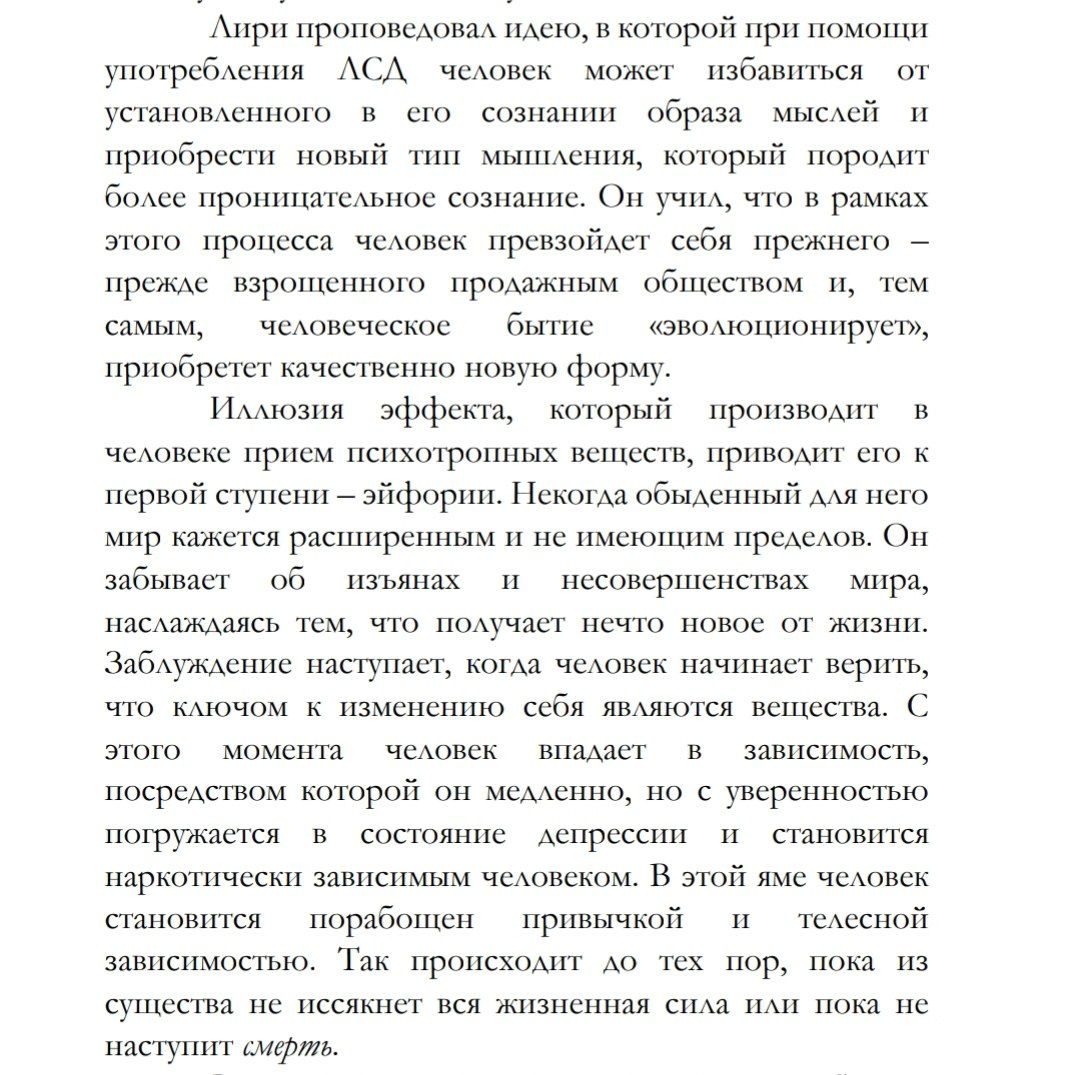 Лири проповедовал идею, в которой при помощи
употребления ЛСД человек может избавиться от
установленного в его сознании образа мыслей и
приобрести новый тип мышления, который породит
более проницательное сознание. Он учил, что в рамках
этого процесса человек превзойдет себя прежнего –
прежде взрощенного продажным обществом и, тем
самым, человеческое бытие «эволюционирует»,
приобретет качественно новую форму.
Иллюзия эффекта, который производит в
человеке прием психотропных веществ, приводит его к
первой ступени – эйфории. Некогда обыденный для него
мир кажется расширенным и не имеющим пределов. Он
забывает об изъянах и несовершенствах мира,
наслаждаясь тем, что получает нечто новое от жизни.
Заблуждение наступает, когда человек начинает верить,
что ключом к изменению себя являются вещества. С
этого момента человек впадает в зависимость,
посредством которой он медленно, но с уверенностью
погружается в состояние депрессии и становится
наркотически зависимым человеком. В этой яме человек
становится порабощен привычкой и телесной
зависимостью. Так происходит до тех пор, пока из
существа не иссякнет вся жизненная сила или пока не
наступит смерть.